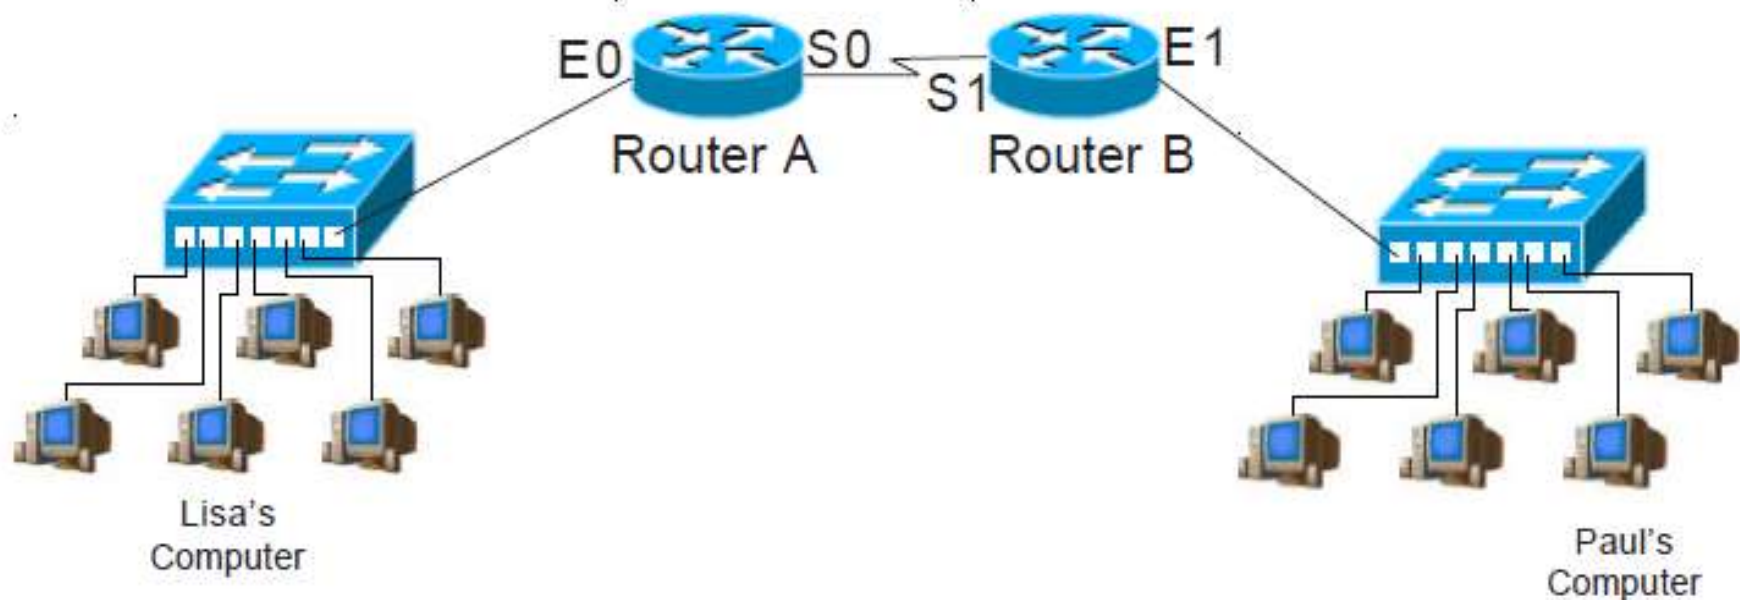 E0
S0
S1
E1
Router A
Router B
Lisa's
Computer
Paul's
Computer